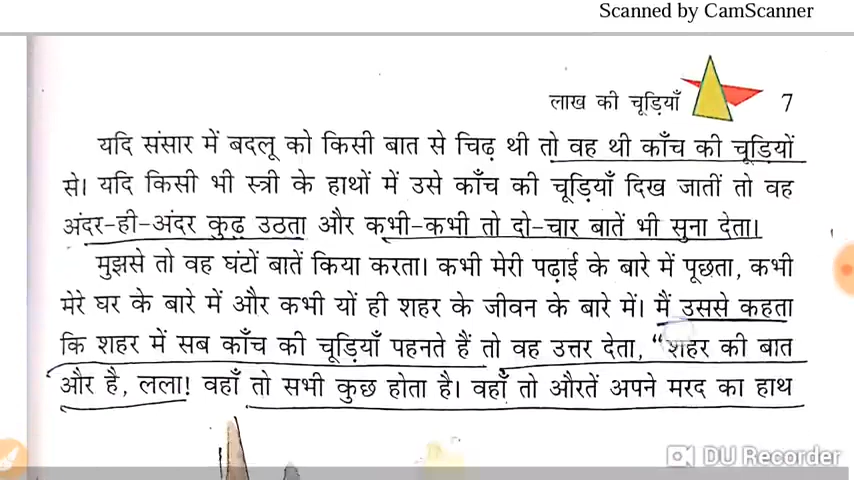 Scanned by CamScanner
लाख की चूड़ियाँ 7
यदि संसार में बदलू को किसी बात से चिढ़ थी तो वह थी काँच की चूड़ियों
से। यदि किसी भी स्त्री के हाथों में उसे काँच की चूड़ियाँ दिख जातीं तो वह
अंदर-ही-अंदर कुढ़ उठता और कभी-कभी तो दो-चार बातें भी सुना देता।
मुझसे तो वह घंटों बातें किया करता। कभी मेरी पढ़ाई के बारे में पूछता, कभी
मेरे घर के बारे में और कभी यों ही शहर के जीवन के बारे में। मैं उससे कहता
कि शहर में सब काँच की चूड़ियाँ पहनते हैं तो वह उत्तर देता, “शहर की बात
और है, लला! वहाँ तो सभी कुछ होता है। वहाँ तो औरतें अपने मरद का हाथ
DU Recorder